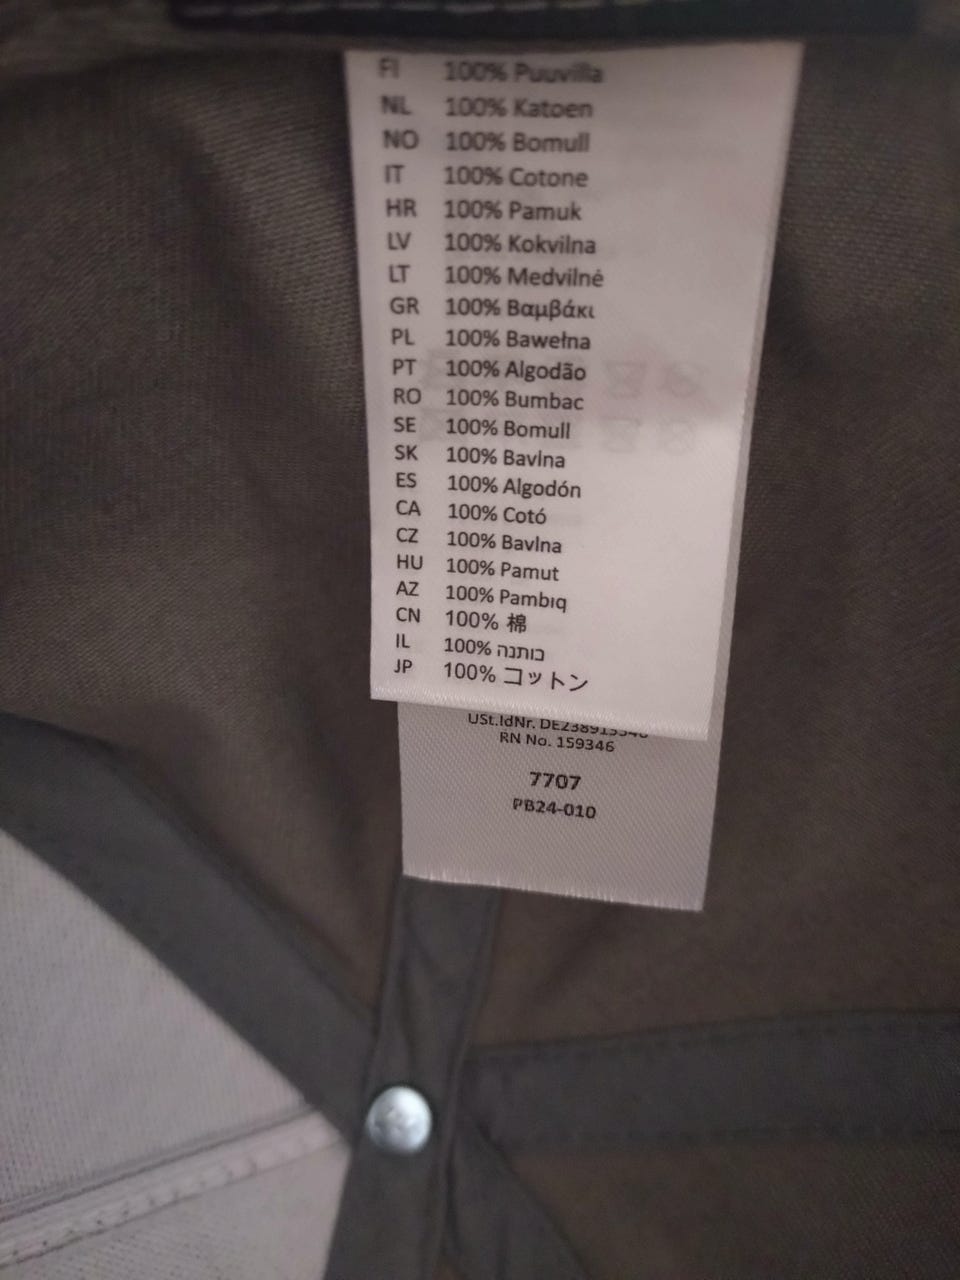 FI 100% Puuvilla
NL 100% Katoen
NO 100% Bomull
IT 100% Cotone
HR 100% Pamuk
LV 100% Kokvilna
LT 100% Medvilnė
GR 100% Βαμβάκι
PL 100% Bawełna
PT 100% Algodão
RO 100% Bumbac
SE 100% Bomull
SK 100% Bavlna
ES 100% Algodón
CA 100% Cotó
CZ 100% Bavlna
HU 100% Pamut
AZ 100% Pambıq
CN 100% 棉
IL 100% כותנה
JP 100% コットン
USt.IdNr.
RN No. 159346
7707
PB24-010